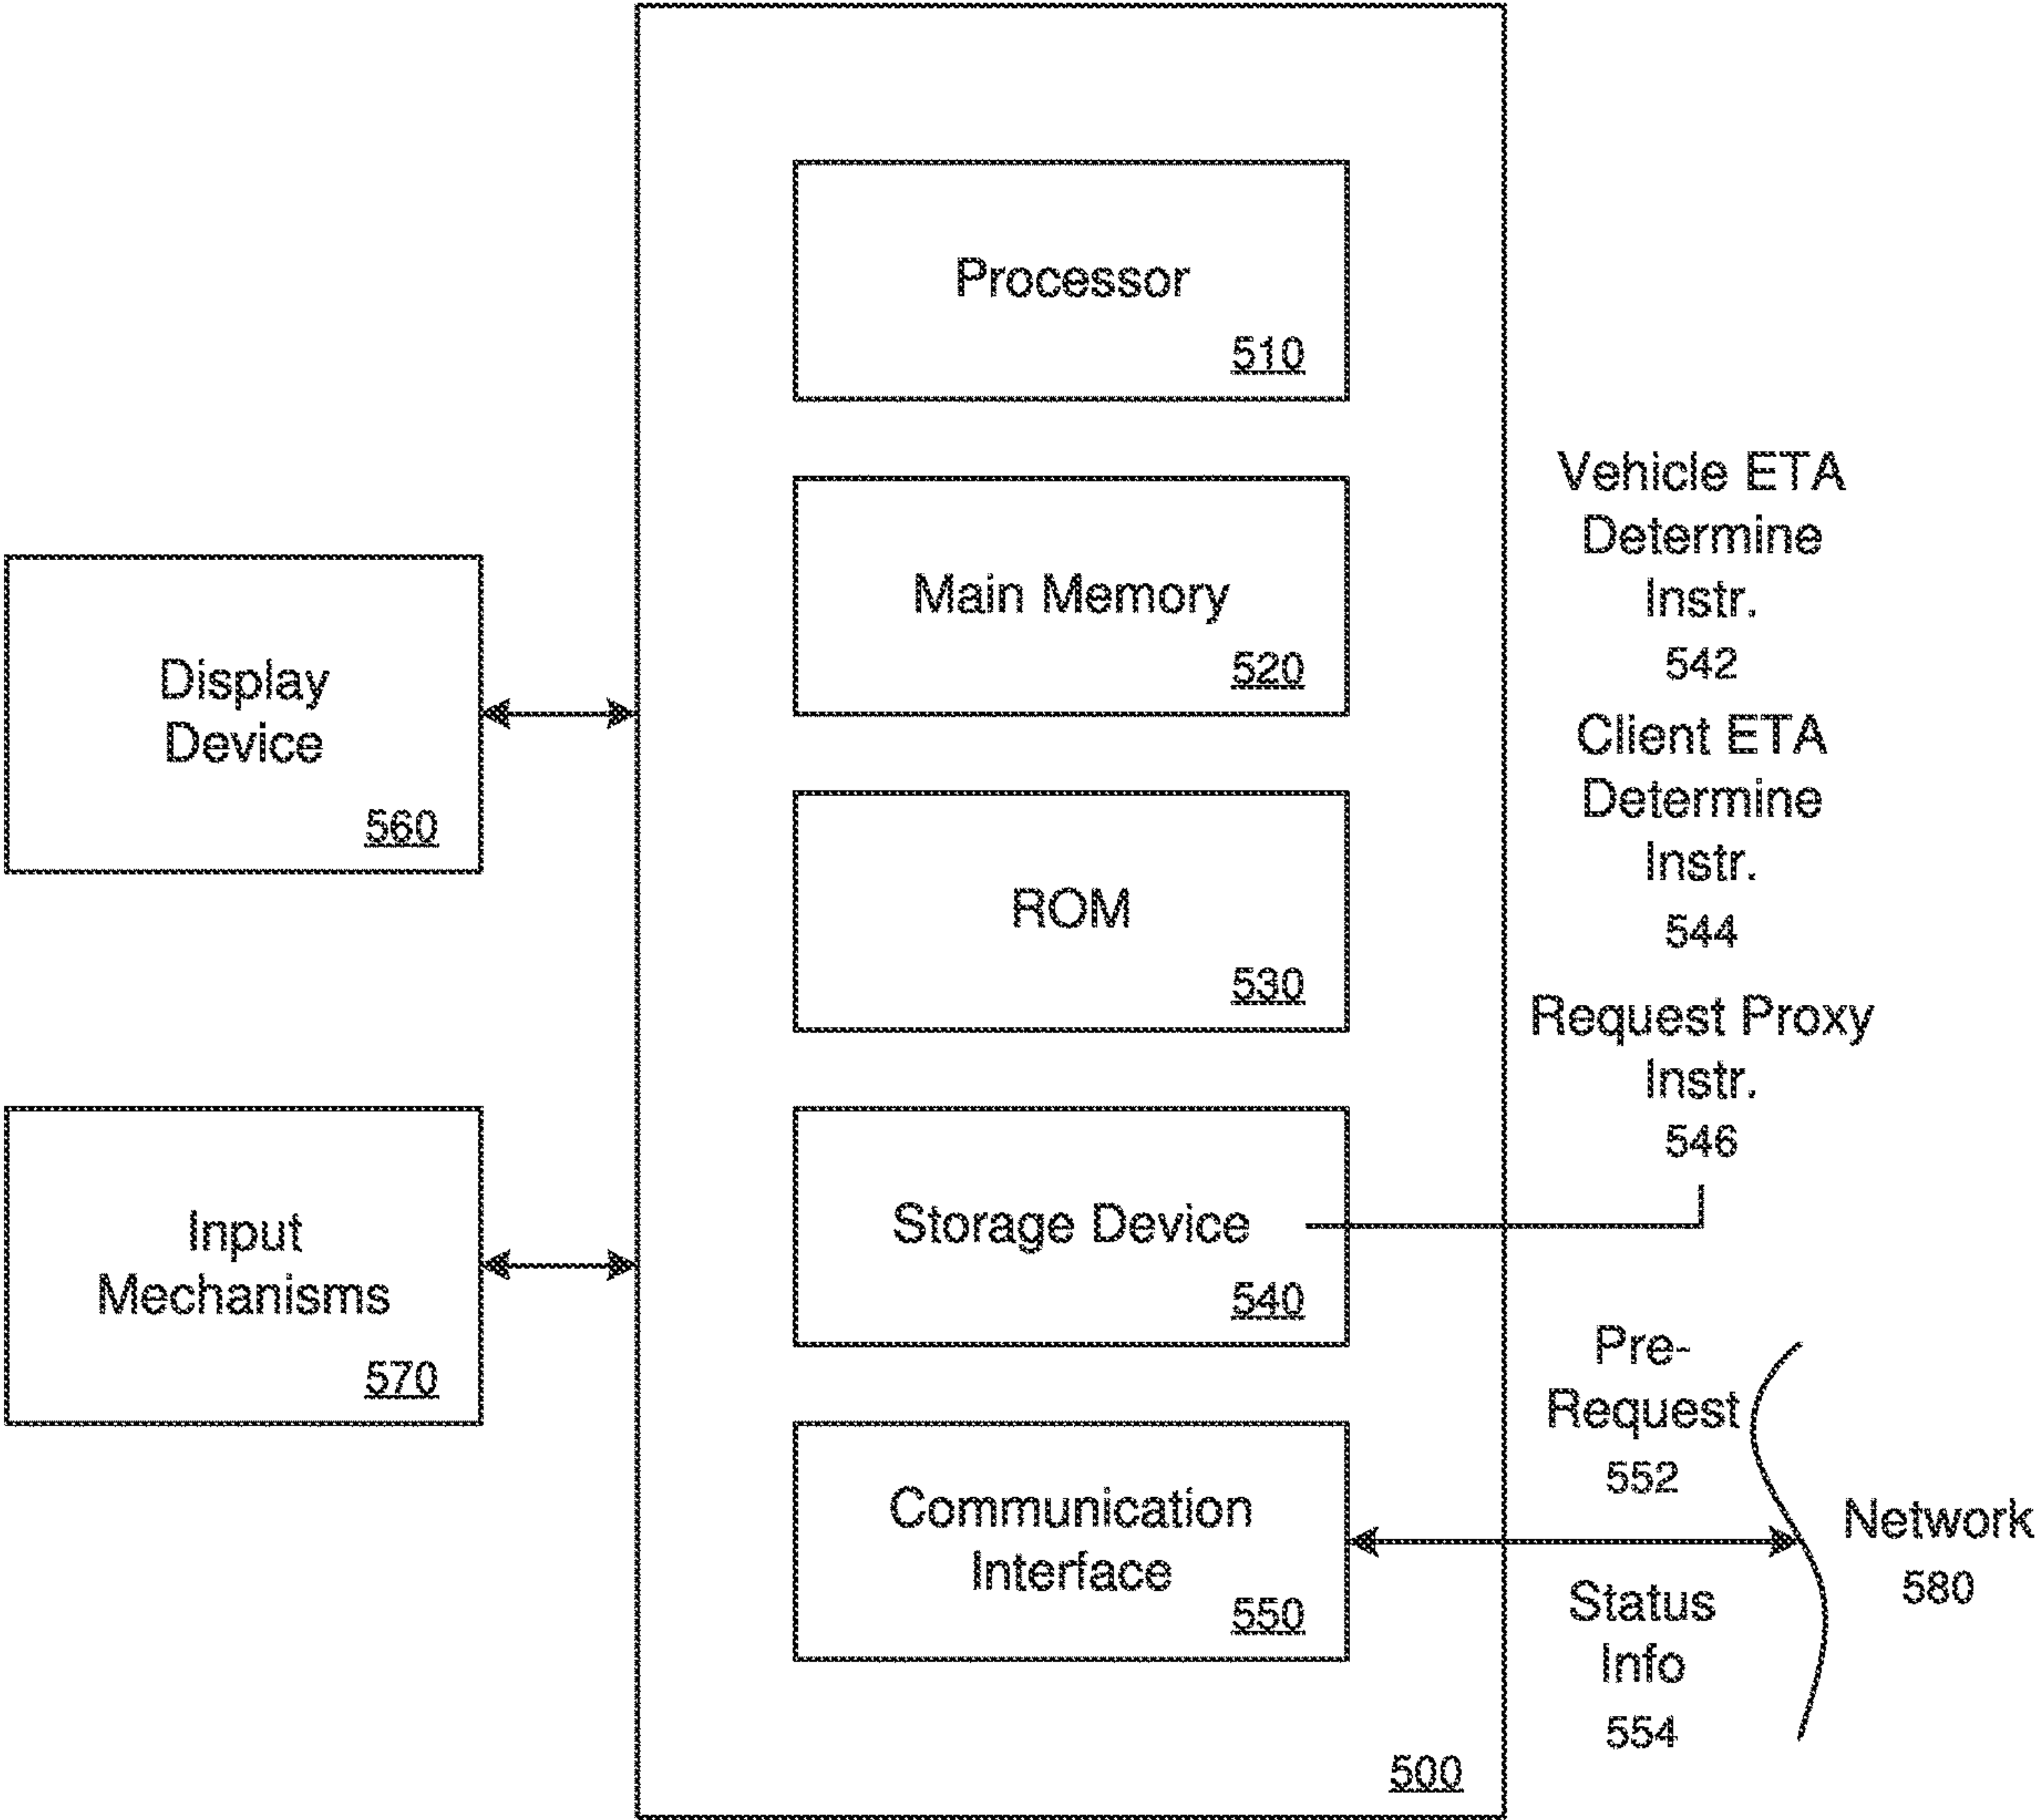 Processor
510
Main Memory
520
ROM
530
Storage Device
540
Communication
Interface
550
500
Display
Device
560
Input
Mechanisms
570
Vehicle ETA
Determine
Instr.
542
Client ETA
Determine
Instr.
544
Request Proxy
Instr.
546
Pre-
Request
552
Status
Info
554
Network
580